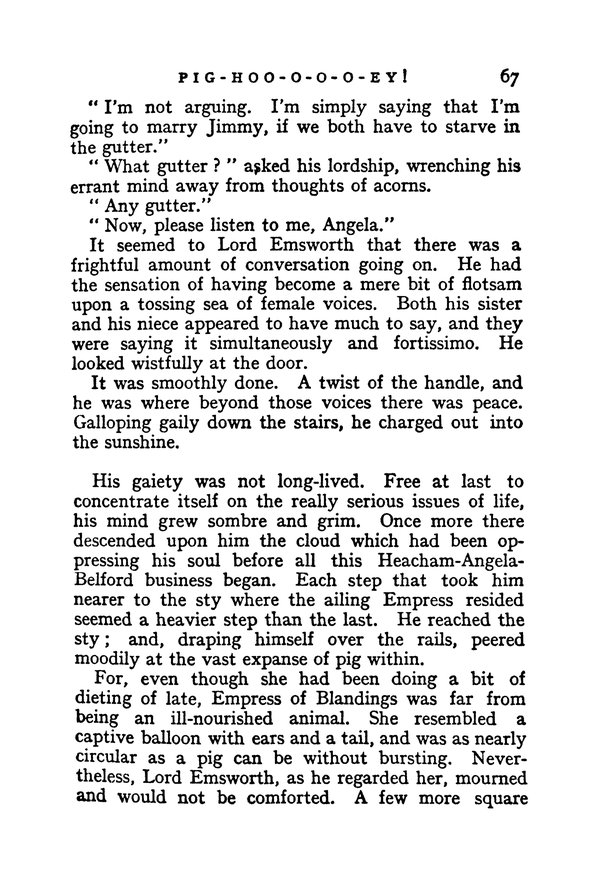 PIG-HOO-O-O-O-EY! 67
“ I'm not arguing. I'm simply saying that I'm
going to marry Jimmy, if we both have to starve in
the gutter.”
“ What gutter ? ” asked his lordship, wrenching his
errant mind away from thoughts of acorns.
“ Any gutter.”
“ Now, please listen to me, Angela.”
It seemed to Lord Emsworth that there was a
frightful amount of conversation going on. He had
the sensation of having become a mere bit of flotsam
upon a tossing sea of female voices. Both his sister
and his niece appeared to have much to say, and they
were saying it simultaneously and fortissimo. He
looked wistfully at the door.
It was smoothly done. A twist of the handle, and
he was where beyond those voices there was peace.
Galloping gaily down the stairs, he charged out into
the sunshine.
His gaiety was not long-lived. Free at last to
concentrate itself on the really serious issues of life,
his mind grew sombre and grim. Once more there
descended upon him the cloud which had been op-
pressing his soul before all this Heacham-Angela-
Belford business began. Each step that took him
nearer to the sty where the ailing Empress resided
seemed a heavier step than the last. He reached the
sty ; and, draping himself over the rails, peered
moodily at the vast expanse of pig within.
For, even though she had been doing a bit of
dieting of late, Empress of Blandings was far from
being an ill-nourished animal. She resembled a
captive balloon with ears and a tail, and was as nearly
circular as a pig can be without bursting. Never-
theless, Lord Emsworth, as he regarded her, mourned
and would not be comforted. A few more square